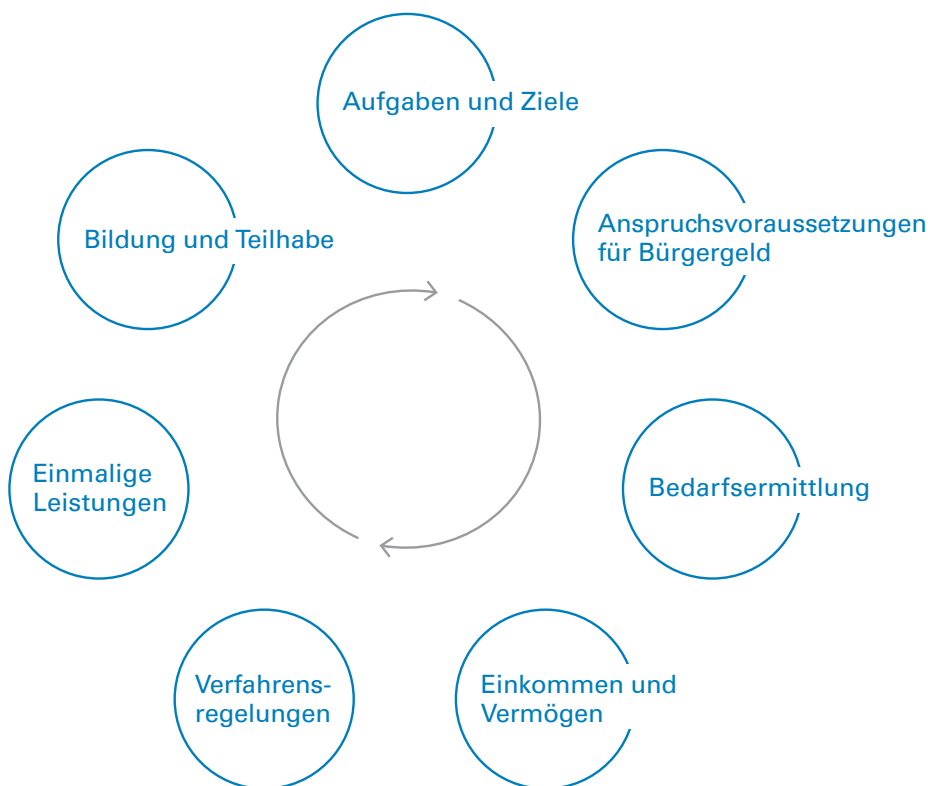 Aufgaben und Ziele
Anspruchsvoraussetzungen
für Bürgergeld
Bedarfsermittlung
Einkommen und
Vermögen
Verfahrens-
regelungen
Einmalige
Leistungen
Bildung und Teilhabe